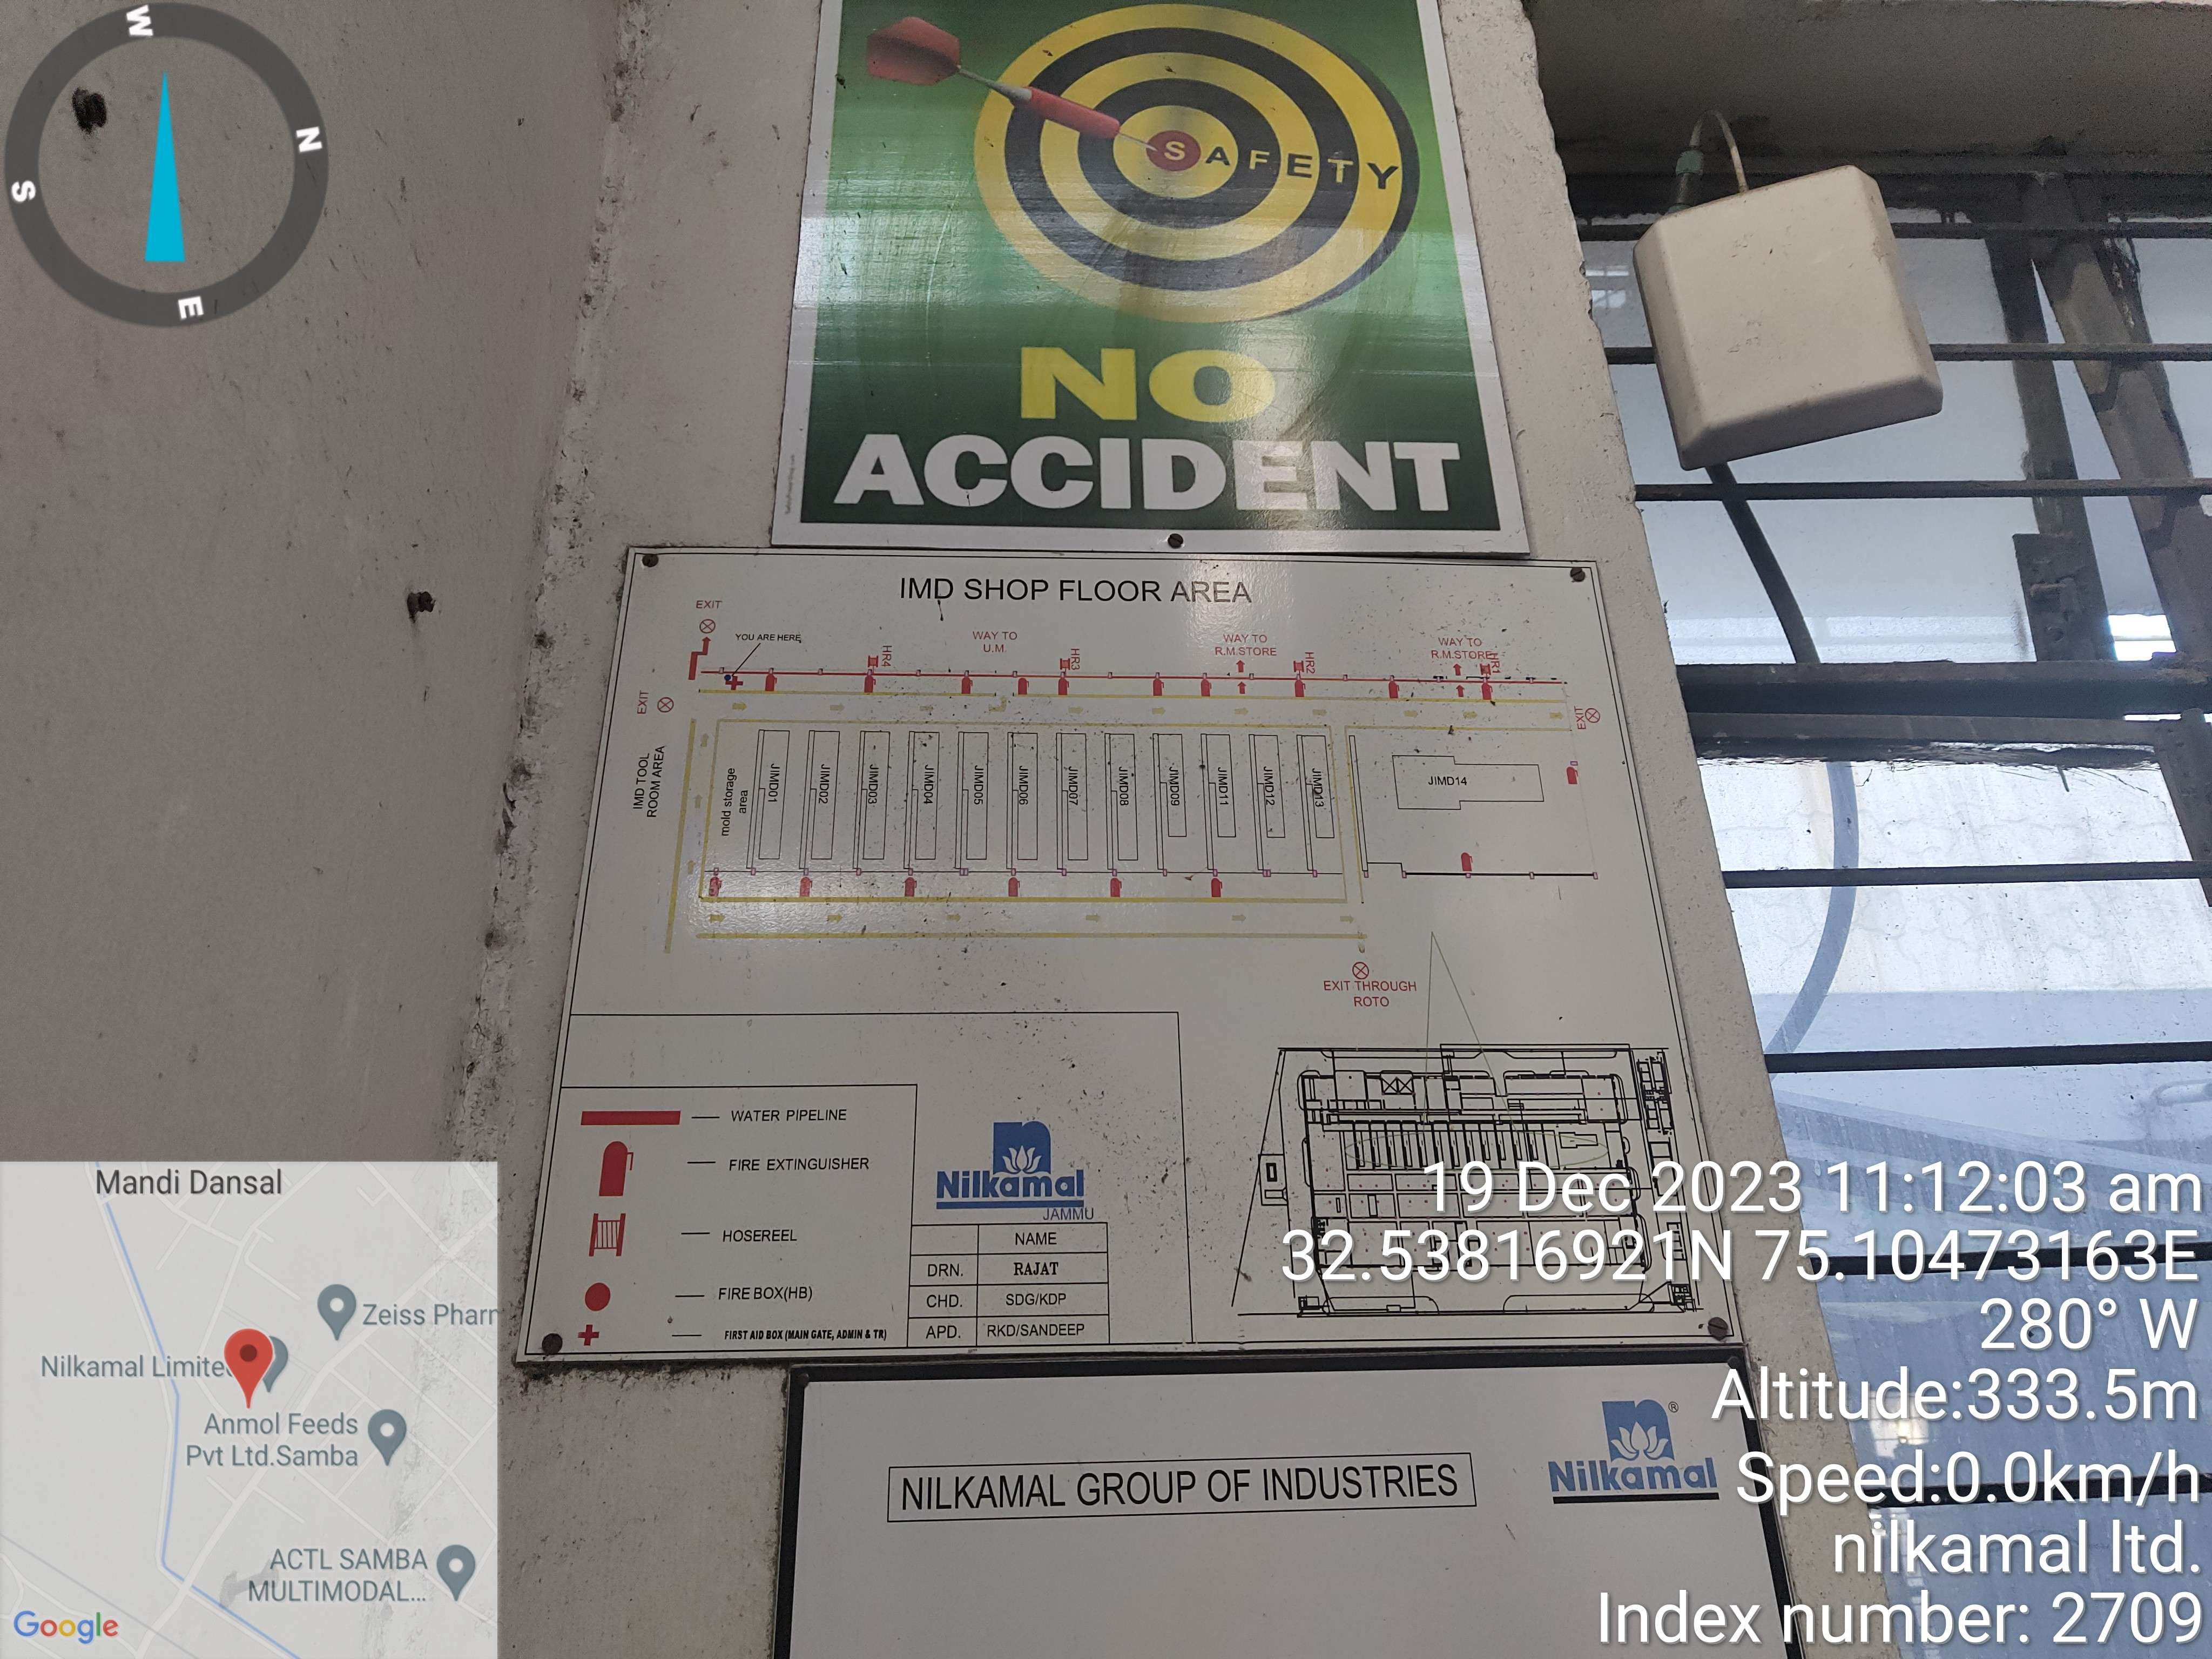 W
N
S
E
SAFETY
NO
ACCIDENT
IMD SHOP FLOOR AREA
EXIT
YOU ARE HERE
HR4
WAY TO
U.M.
HR3
WAY TO
R.M.STORE
HR2
WAY TO
R.M.STORE
HR1
EXIT
EXIT
IMD TOOL
ROOM AREA
mold storage
area
JIMD01
JIMD02
JIMD03
JIMD04
JIMD05
JIMD06
JIMD07
JIMD08
JIMD09
JIMD11
JIMD12
JIMD13
JIMD14
EXIT THROUGH
ROTO
WATER PIPELINE
FIRE EXTINGUISHER
HOSEREEL
FIRE BOX(HB)
FIRST AID BOX (MAIN GATE, ADMIN & TR)
Nilkamal
JAMMU
NAME
DRN. RAJAT
CHD. SDG/KDP
APD. RKD/SANDEEP
NILKAMAL GROUP OF INDUSTRIES
Nilkamal ®
Mandi Dansal
Zeiss Pharm
Nilkamal Limite
Anmol Feeds
Pvt Ltd.Samba
ACTL SAMBA
MULTIMODAL...
Google
19 Dec 2023 11:12:03 am
32.53816921N 75.10473163E
280° W
Altitude:333.5m
Speed:0.0km/h
nilkamal ltd.
Index number: 2709